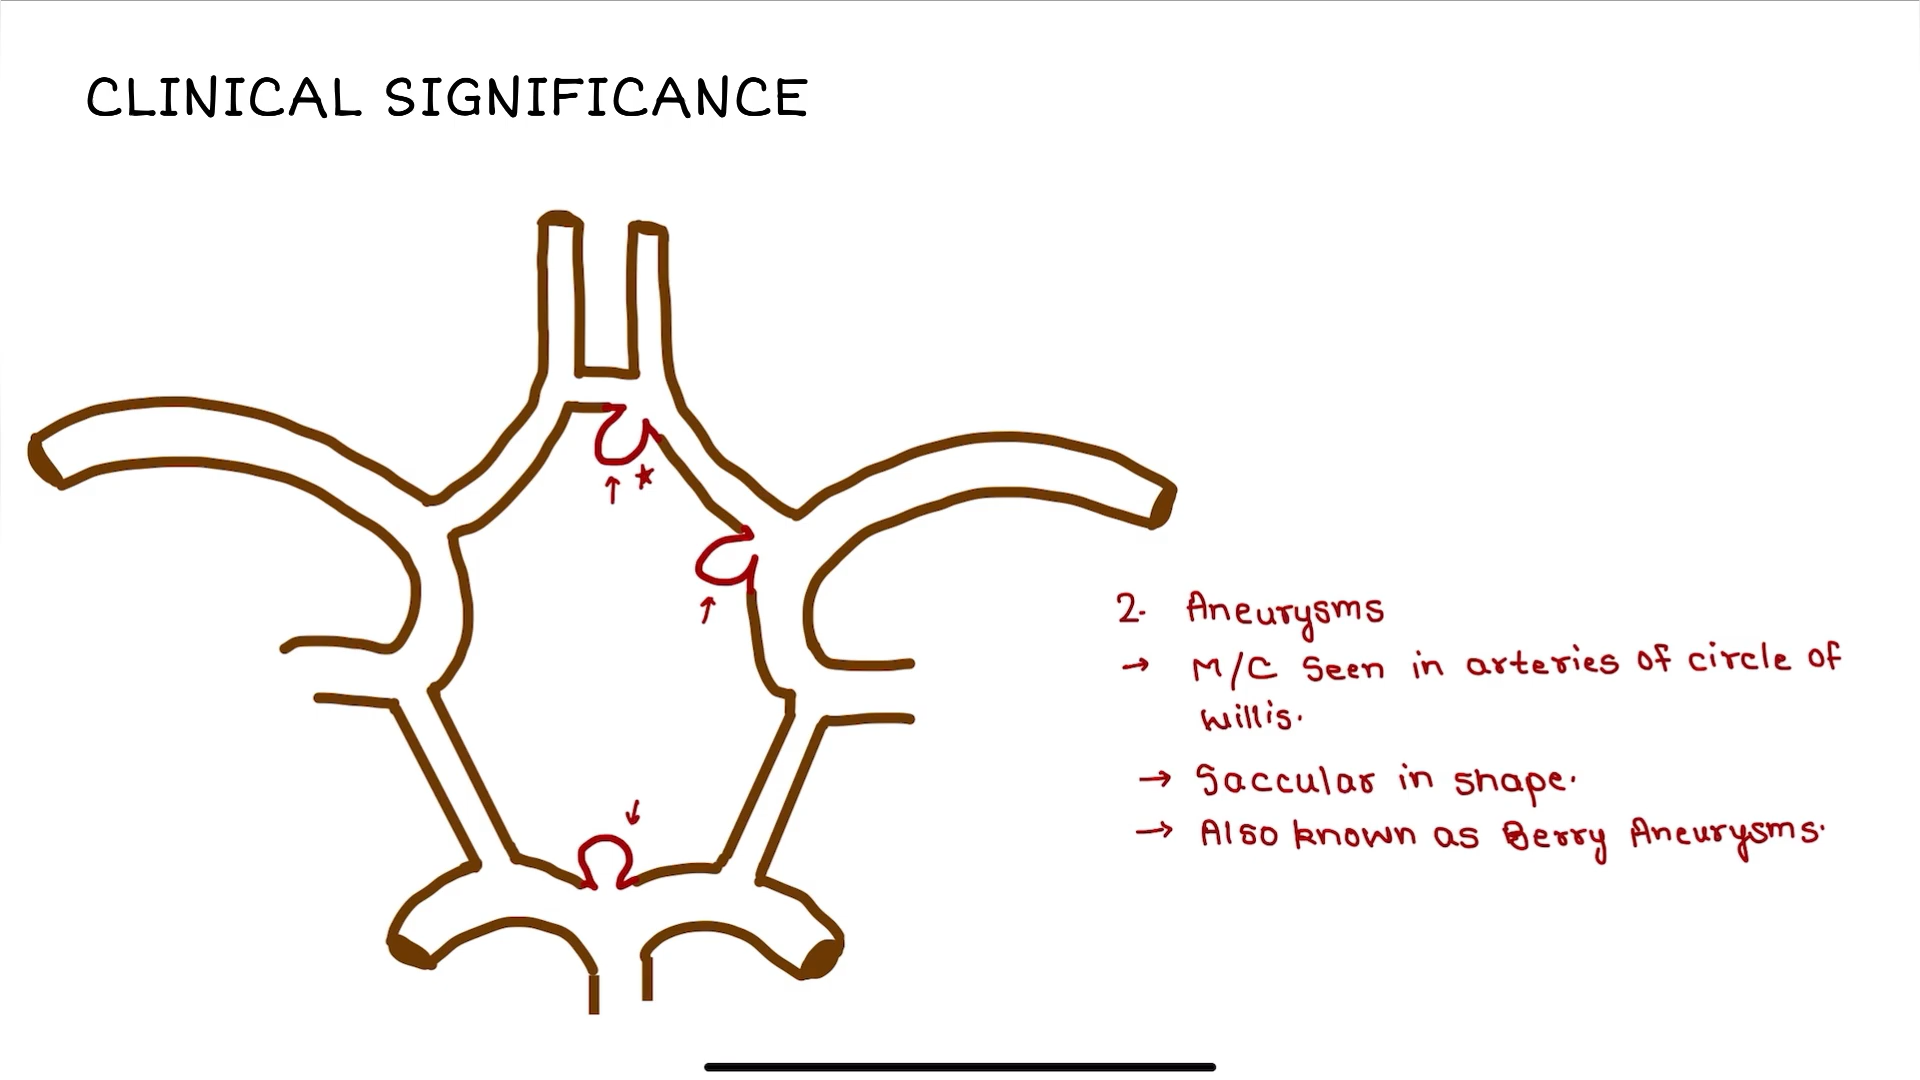 CLINICAL SIGNIFICANCE
2. Aneurysms
→ M/C Seen in arteries of circle of
willis.
→ Saccular in shape.
→ Also known as Berry Aneurysms.